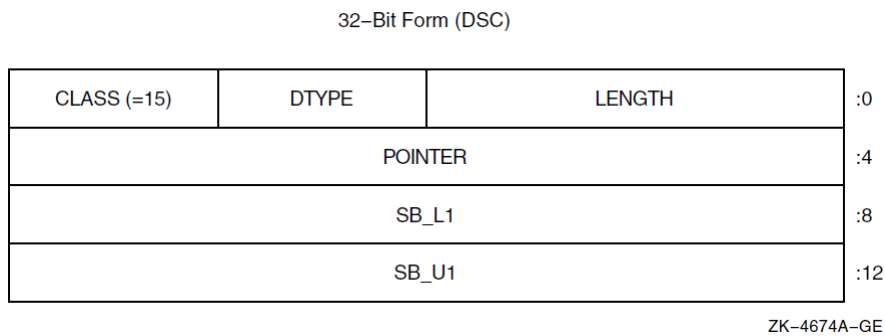 32–Bit Form (DSC)
CLASS (=15) DTYPE LENGTH :0
POINTER :4
SB_L1 :8
SB_U1 :12
ZK–4674A–GE